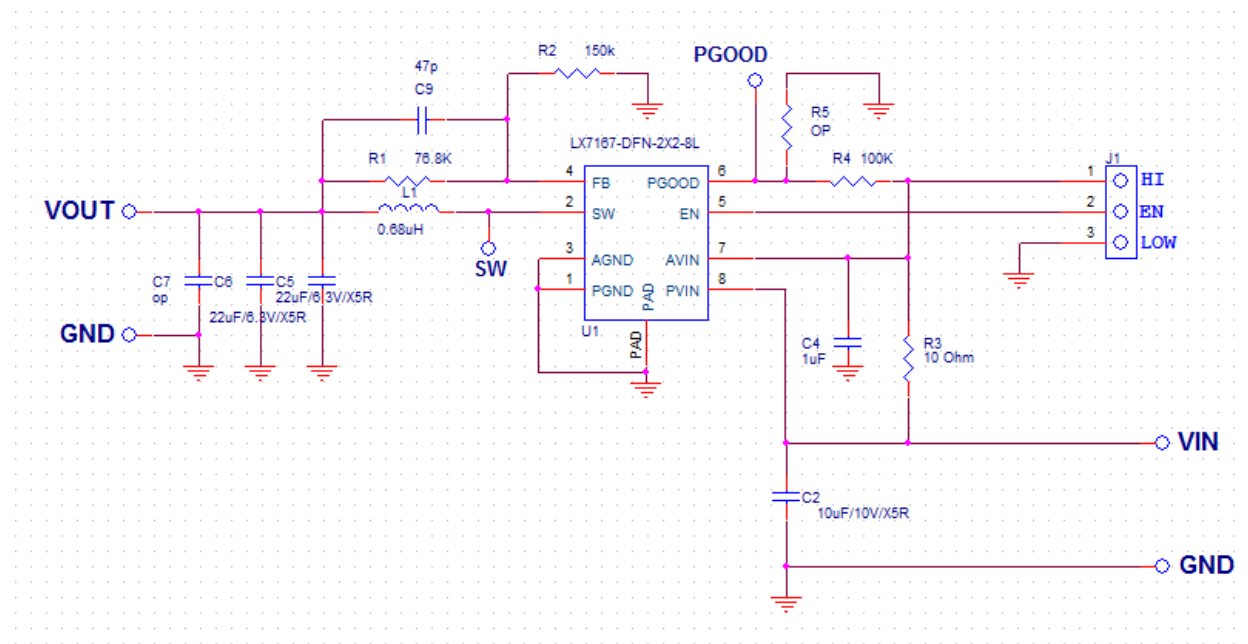 R2 150k
PGOOD
47p
C9
R5
OP
LX7167-DFN-2X2-8L
R1 76.8K
R4 100K
J1
4 FB PGOOD 6
1 HI
L1
VOUT
0.68uH
2 SW EN 5
2 EN
SW
3 AGND AVIN 7
3 LOW
C7
op
C6
C5
22uF/6.3V/X5R
22uF/6.3V/X5R
1 PGND PAD PVIN 8
GND
U1
PAD
C4
1uF
R3
10 Ohm
VIN
C2
10uF/10V/X5R
GND